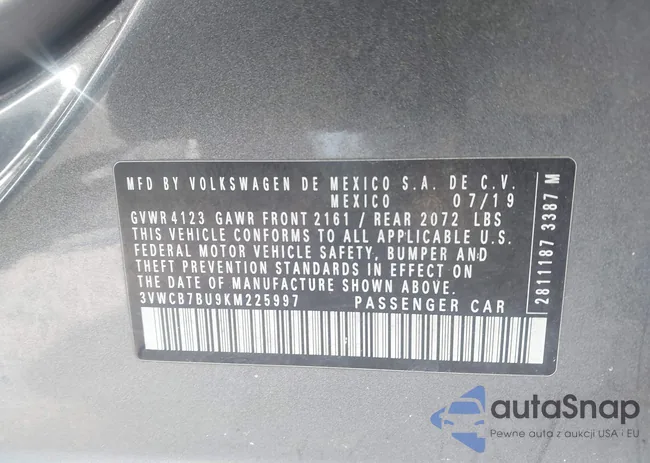 MFD BY VOLKSWAGEN DE MEXICO S.A. DE C.V.
MEXICO 07/19
GVWR 4123 GAWR FRONT 2161 / REAR 2072 LBS
THIS VEHICLE CONFORMS TO ALL APPLICABLE U.S.
FEDERAL MOTOR VEHICLE SAFETY, BUMPER AND
THEFT PREVENTION STANDARDS IN EFFECT ON THE
DATE OF MANUFACTURE SHOWN ABOVE.
3VWCB7BU9KM225997 PASSENGER CAR
2811187 3387 M
autoSnap
Pewne auta z aukcji USA i EU